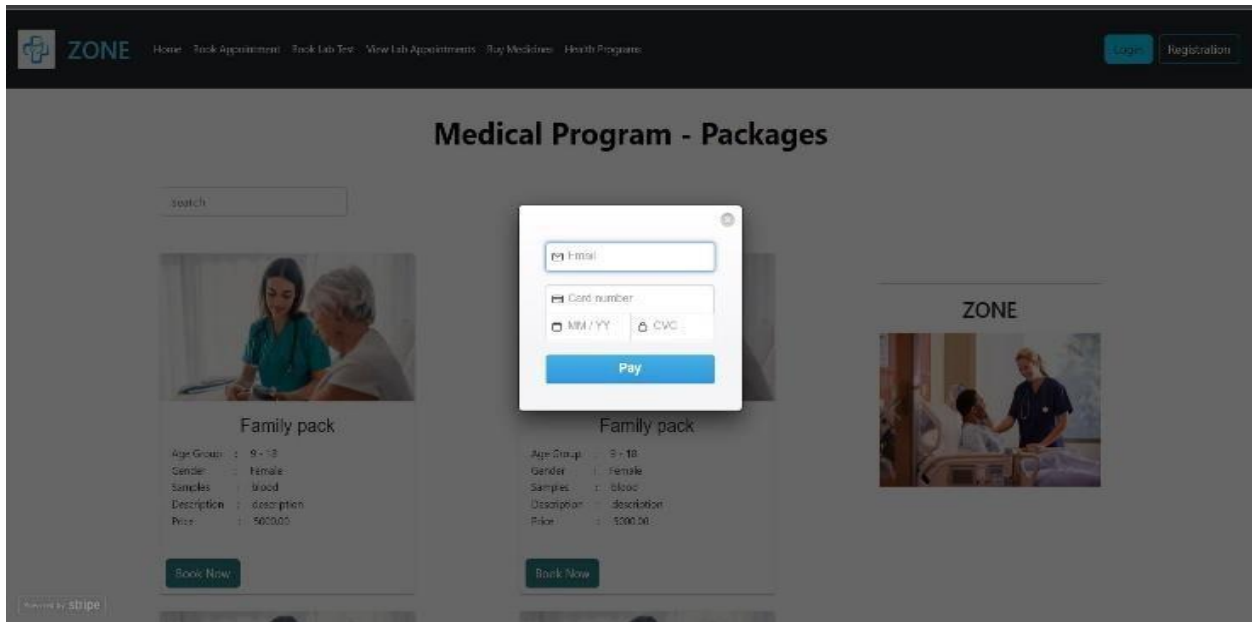 ZONE
Home Book Appointment Book Lab Test View Lab Appointments Buy Medicines Health Programs
Login Registration
Medical Program - Packages
search
Email
Card number
MM / YY CVC
Pay
Family pack
Age Group : 9 - 18
Gender : Female
Samples : blood
Description : description
Price : 5000.00
Book Now
Family pack
Age Group : 9 - 18
Gender : Female
Samples : blood
Description : description
Price : 5000.00
Book Now
ZONE
Powered by stripe